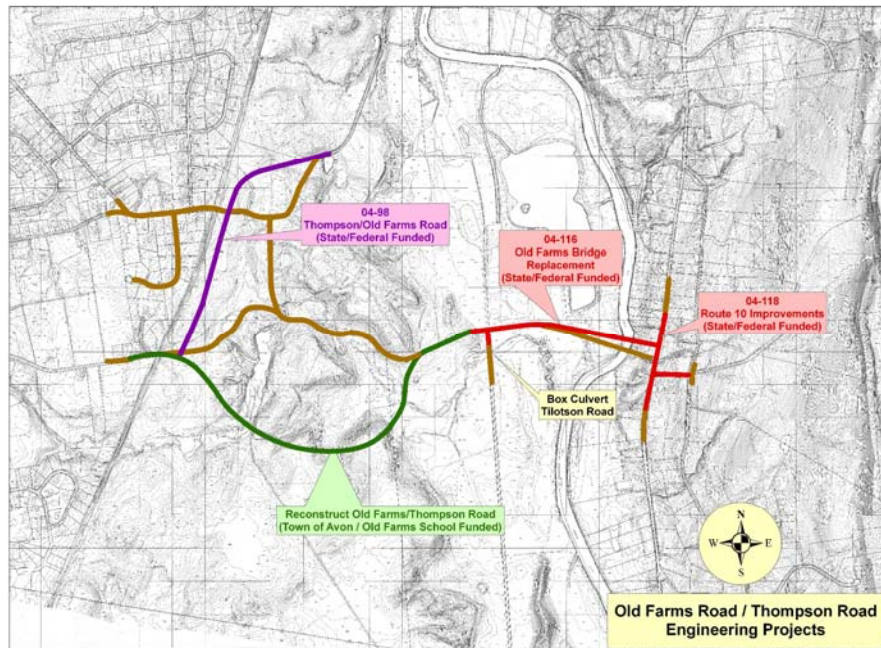 04-98
Thompson/Old Farms Road
(State/Federal Funded)
04-116
Old Farms Bridge
Replacement
(State/Federal Funded)
04-118
Route 10 Improvements
(State/Federal Funded)
Box Culvert
Tilotson Road
Reconstruct Old Farms/Thompson Road
(Town of Avon / Old Farms School Funded)
N
W E
S
Old Farms Road / Thompson Road
Engineering Projects